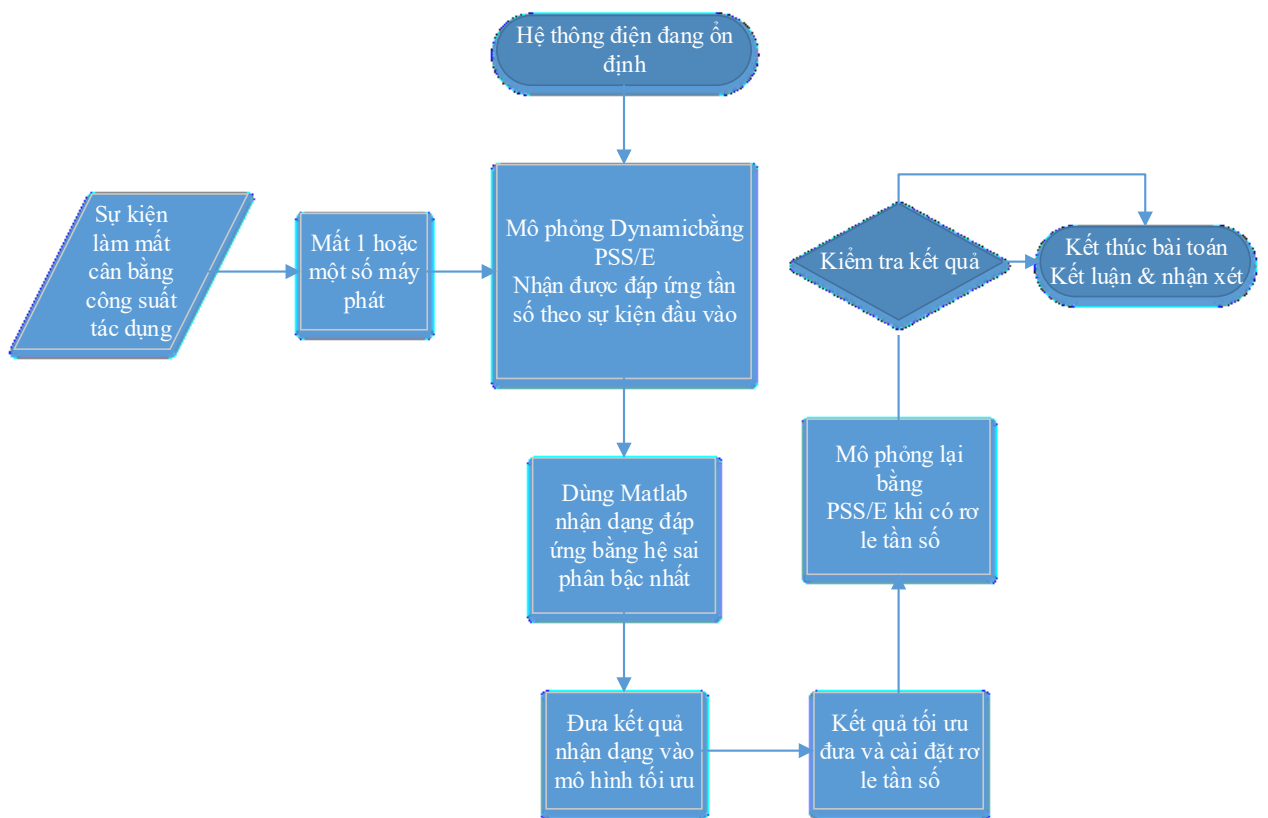 Hệ thông điện đang ổn
định
Sự kiện
làm mất
cân bằng
công suất
tác dụng
Mất 1 hoặc
một số máy
phát
Mô phỏng Dynamicbằng
PSS/E
Nhận được đáp ứng tần
số theo sự kiện đầu vào
Dùng Matlab
nhận dạng đáp
ứng bằng hệ sai
phân bậc nhất
Đưa kết quả
nhận dạng vào
mô hình tối ưu
Kết quả tối ưu
đưa và cài đặt rơ
le tần số
Mô phỏng lại
bằng
PSS/E khi có rơ
le tần số
Kiểm tra kết quả
Kết thúc bài toán
Kết luận & nhận xét